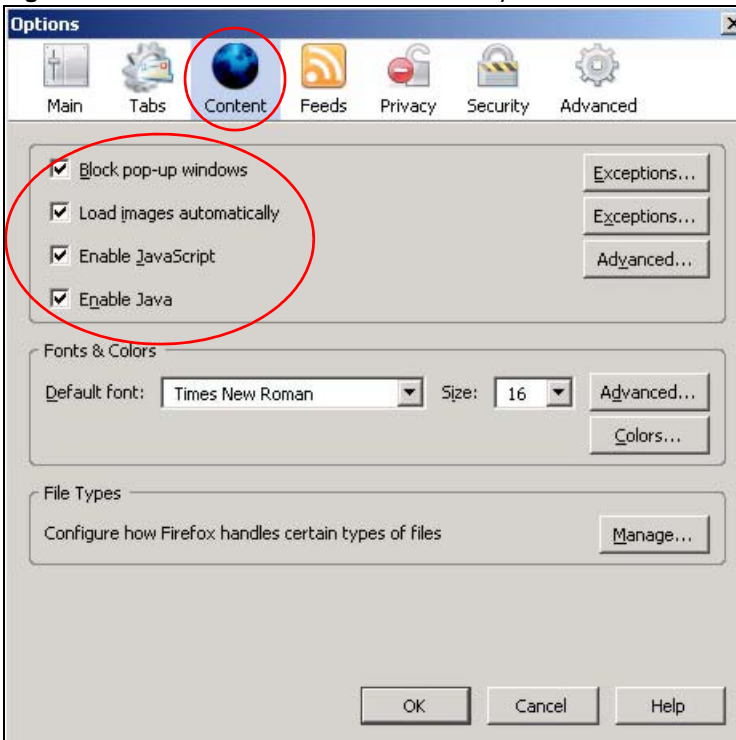 Options
Main Tabs Content Feeds Privacy Security Advanced
Block pop-up windows Exceptions...
Load images automatically Exceptions...
Enable JavaScript Advanced...
Enable Java
Fonts & Colors
Default font: Times New Roman Size: 16 Advanced...
Colors...
File Types
Configure how Firefox handles certain types of files Manage...
OK Cancel Help